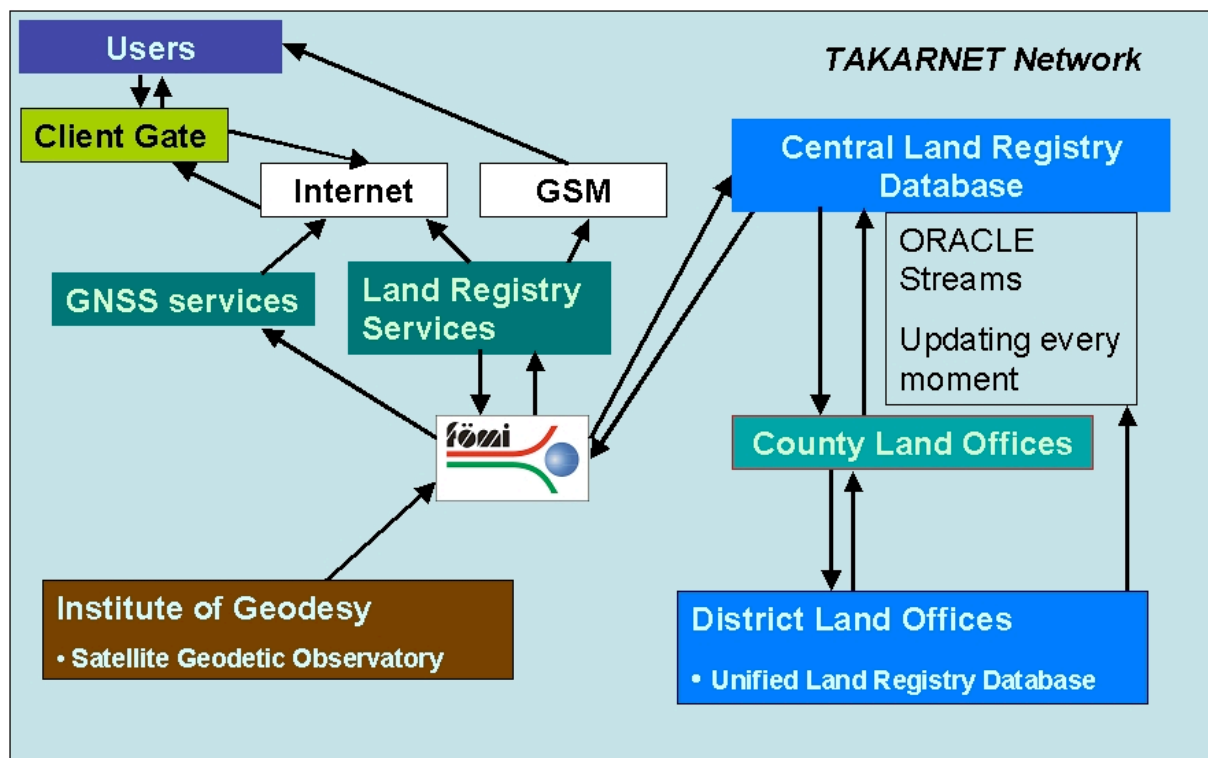 Users
TAKARNET Network
Client Gate
Internet
GSM
Central Land Registry
Database
ORACLE
Streams
Updating every
moment
GNSS services
Land Registry
Services
fömi
County Land Offices
Institute of Geodesy
• Satellite Geodetic Observatory
District Land Offices
• Unified Land Registry Database